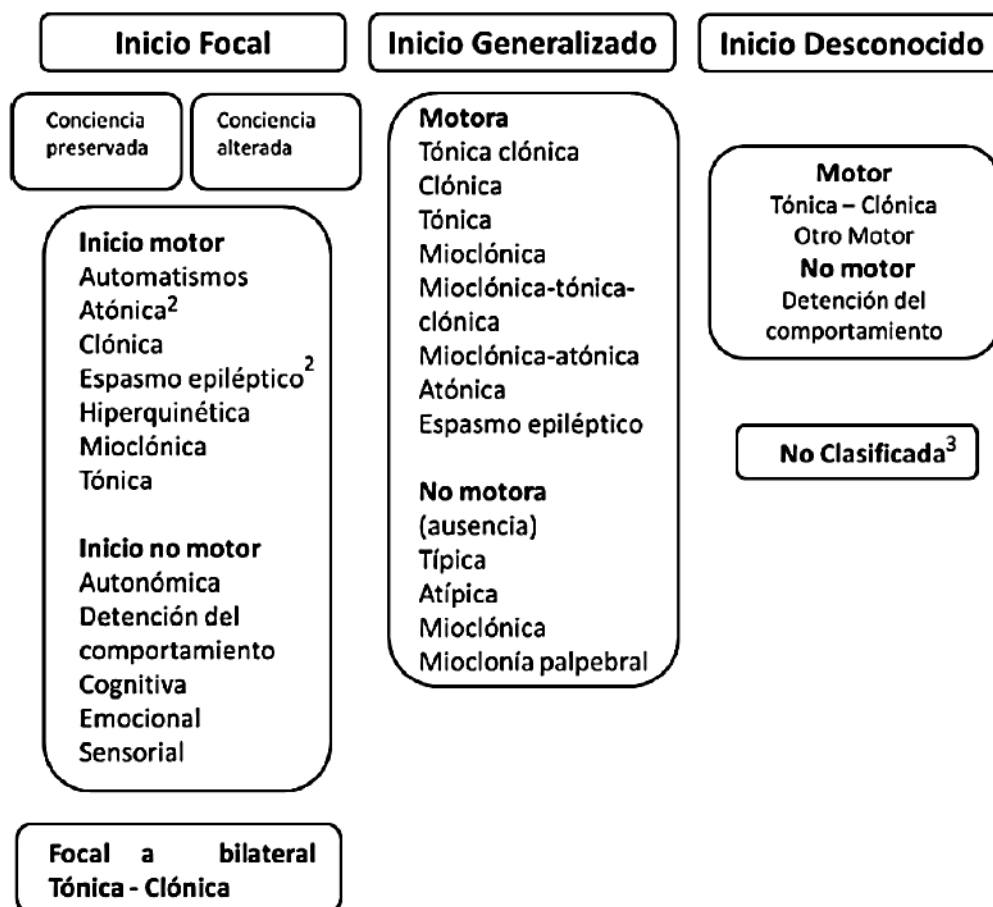 Inicio Focal
Conciencia
preservada
Conciencia
alterada
Inicio motor
Automatismos
Atónica²
Clónica
Espasmo epiléptico²
Hiperquinética
Mioclónica
Tónica
Inicio no motor
Autonómica
Detención del
comportamiento
Cognitiva
Emocional
Sensorial
Focal a bilateral
Tónica - Clónica
Inicio Generalizado
Motora
Tónica clónica
Clónica
Tónica
Mioclónica
Mioclónica-tónica-
clónica
Mioclónica-atónica
Atónica
Espasmo epiléptico
No motora
(ausencia)
Típica
Atípica
Mioclónica
Mioclonía palpebral
Inicio Desconocido
Motor
Tónica – Clónica
Otro Motor
No motor
Detención del
comportamiento
No Clasificada³